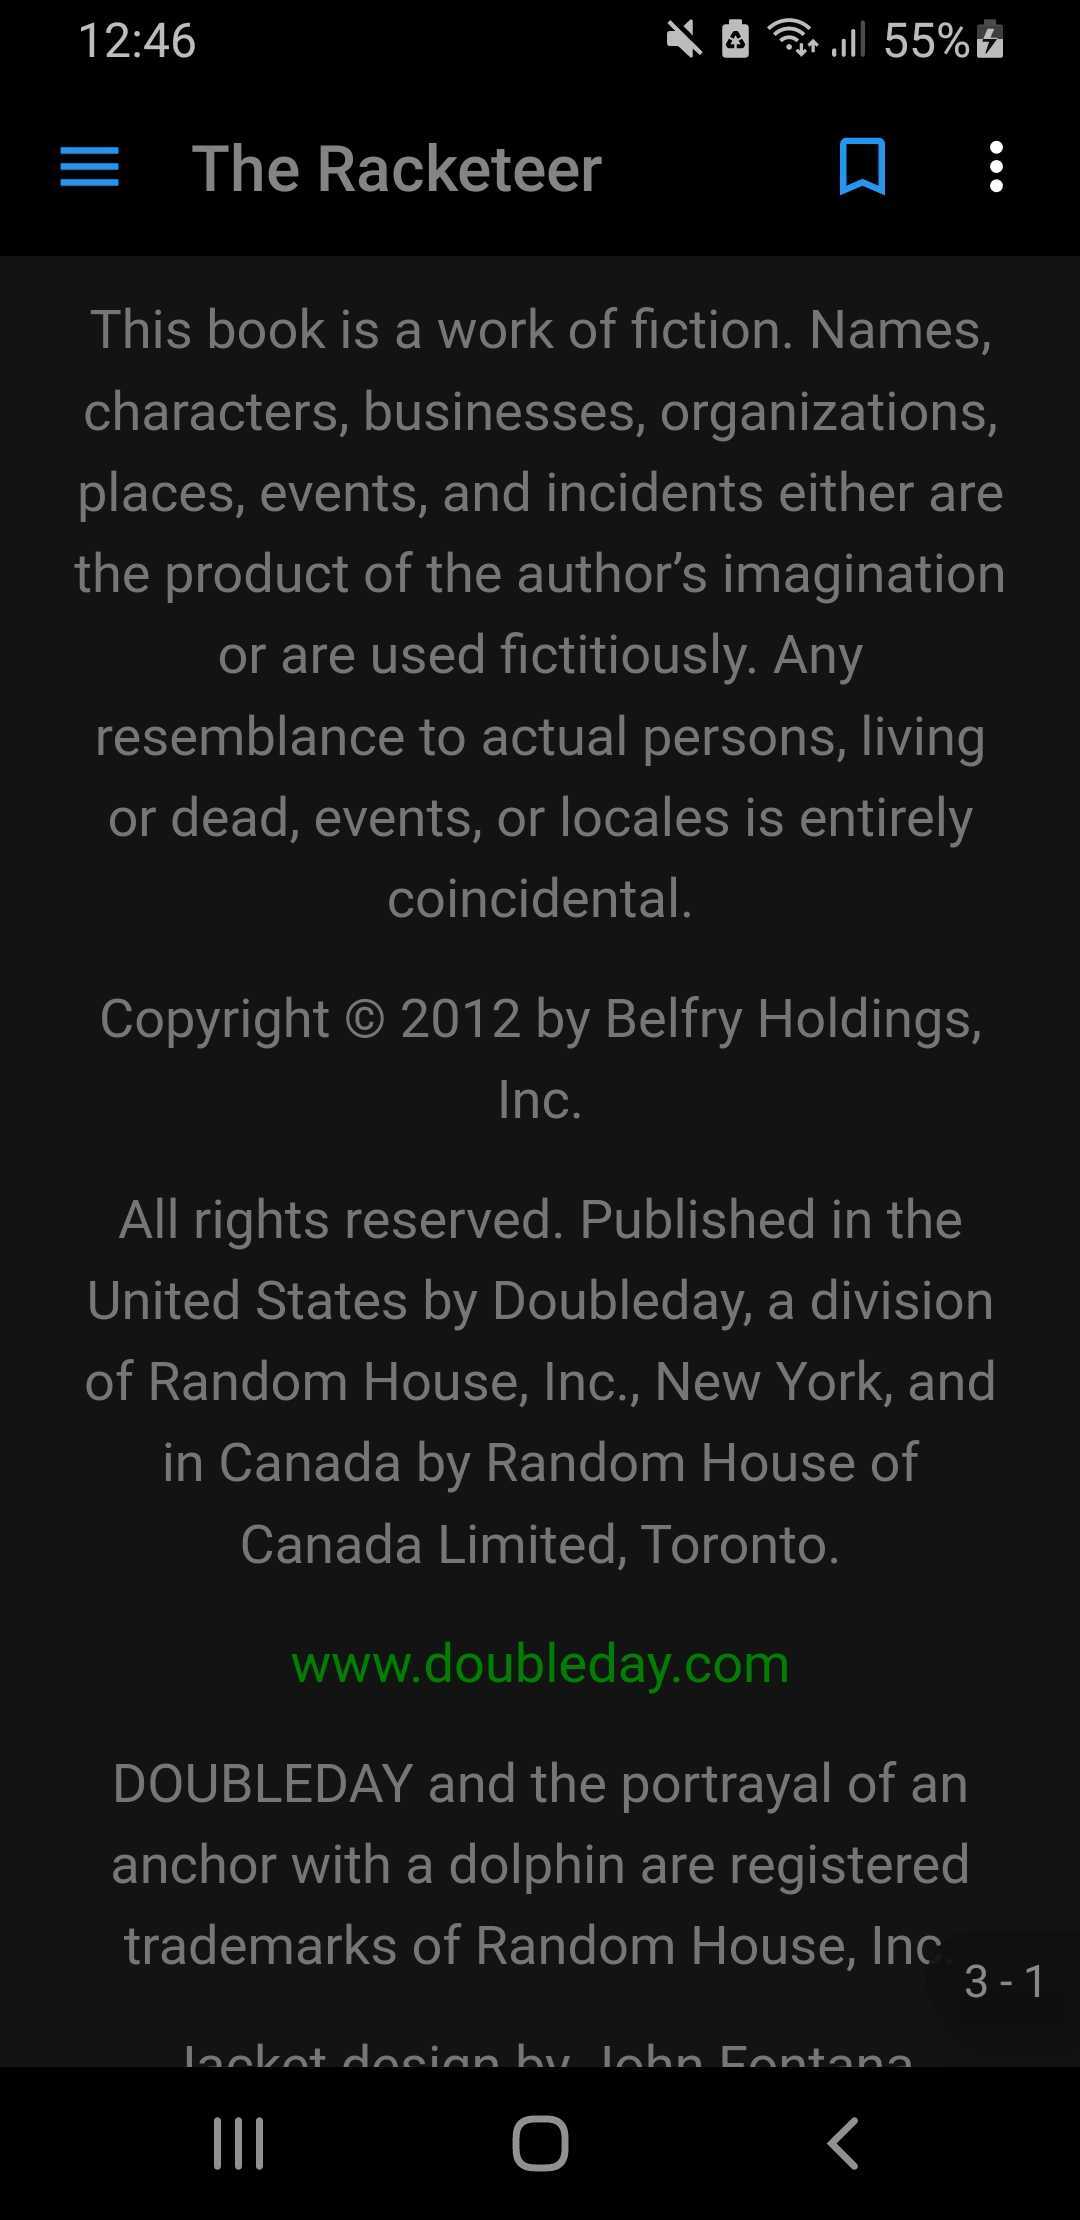 12:46
55%
The Racketeer
This book is a work of fiction. Names,
characters, businesses, organizations,
places, events, and incidents either are
the product of the author’s imagination
or are used fictitiously. Any
resemblance to actual persons, living
or dead, events, or locales is entirely
coincidental.
Copyright © 2012 by Belfry Holdings,
Inc.
All rights reserved. Published in the
United States by Doubleday, a division
of Random House, Inc., New York, and
in Canada by Random House of
Canada Limited, Toronto.
www.doubleday.com
DOUBLEDAY and the portrayal of an
anchor with a dolphin are registered
trademarks of Random House, Inc.
3 - 1
Jacket design by John Fontana